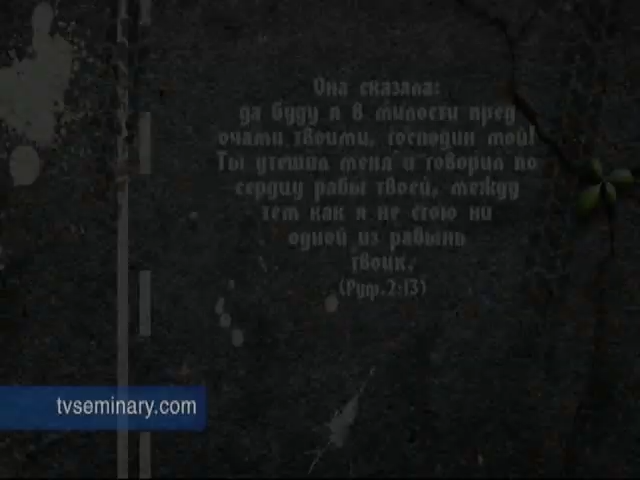 Она сказала:
да буду я в милости пред
очами твоими, господин мой!
Ты утешил меня и говорил по
сердцу рабы твоей, между
тем как я не стою ни
одной из рабынь
твоих.
(Руф.2:13)
tvseminary.com